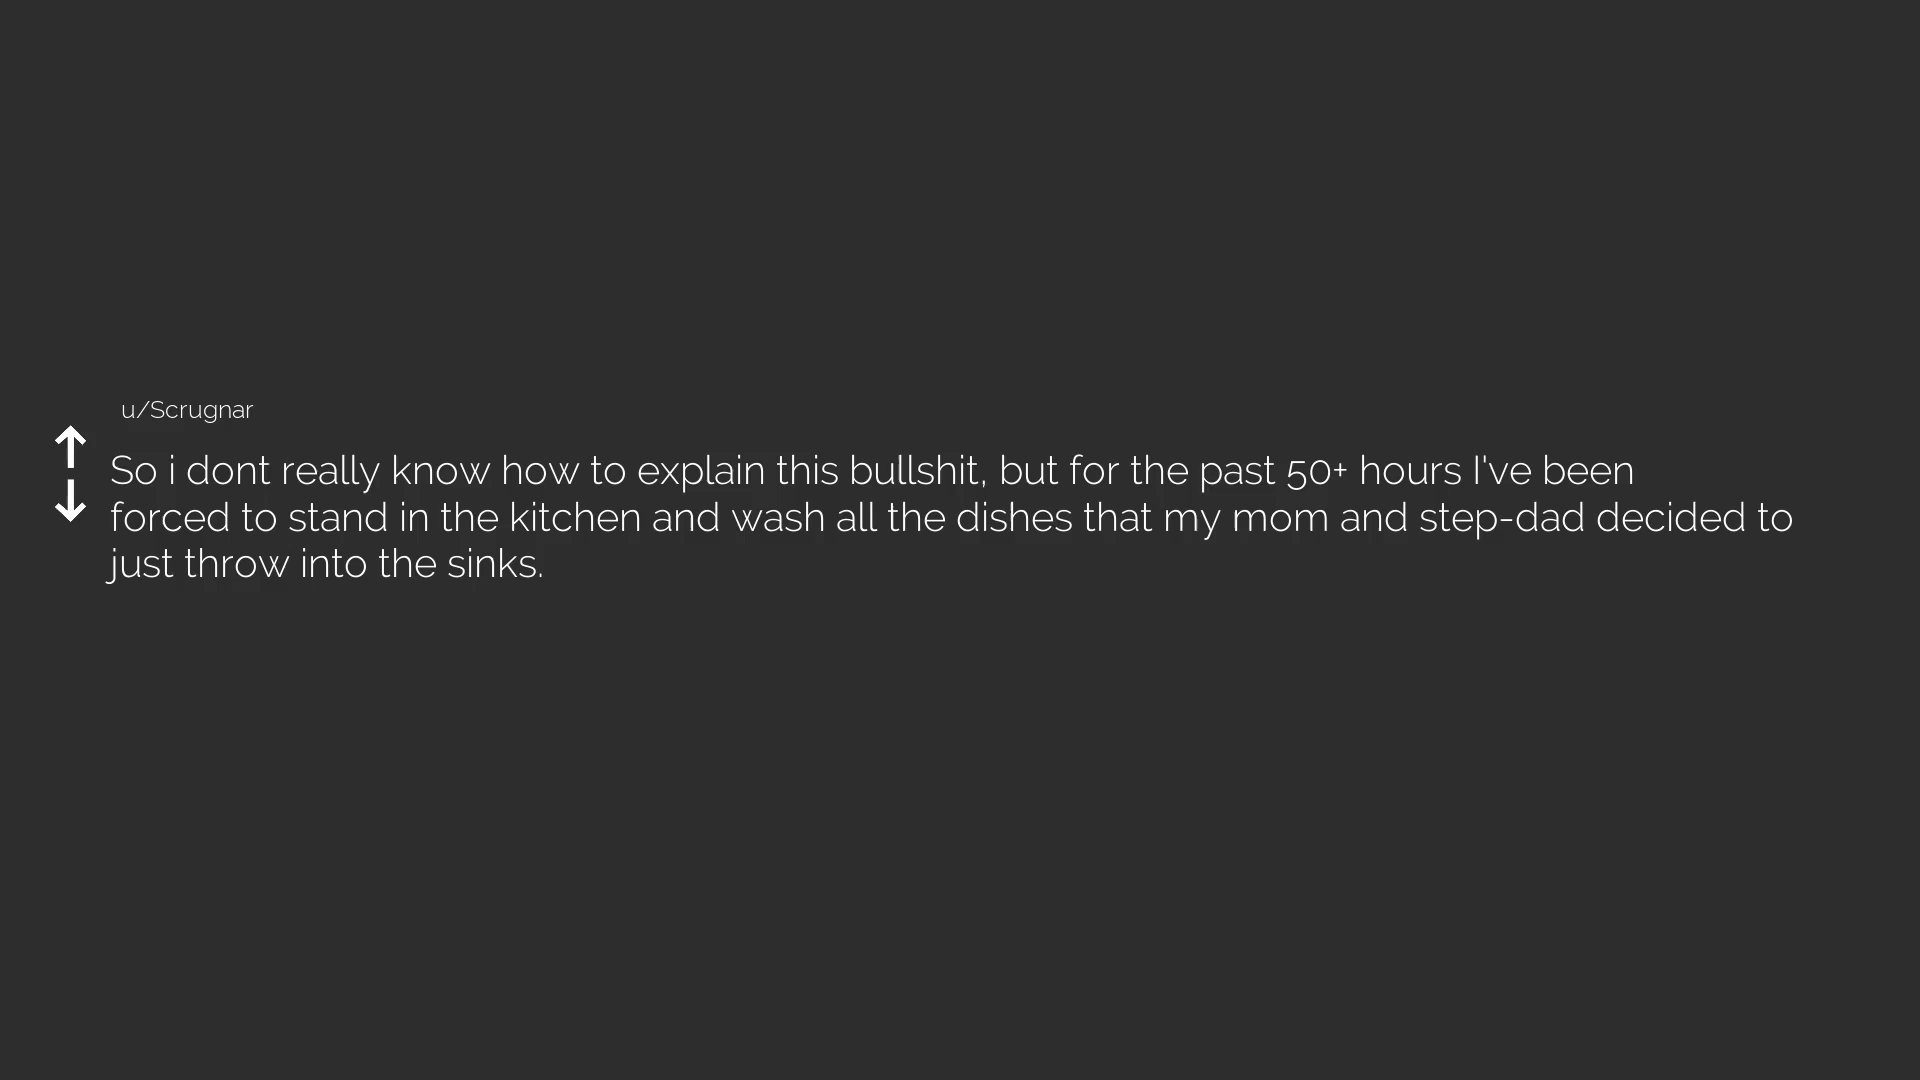 u/Scrugnar
So i dont really know how to explain this bullshit, but for the past 50+ hours I've been
forced to stand in the kitchen and wash all the dishes that my mom and step-dad decided to
just throw into the sinks.